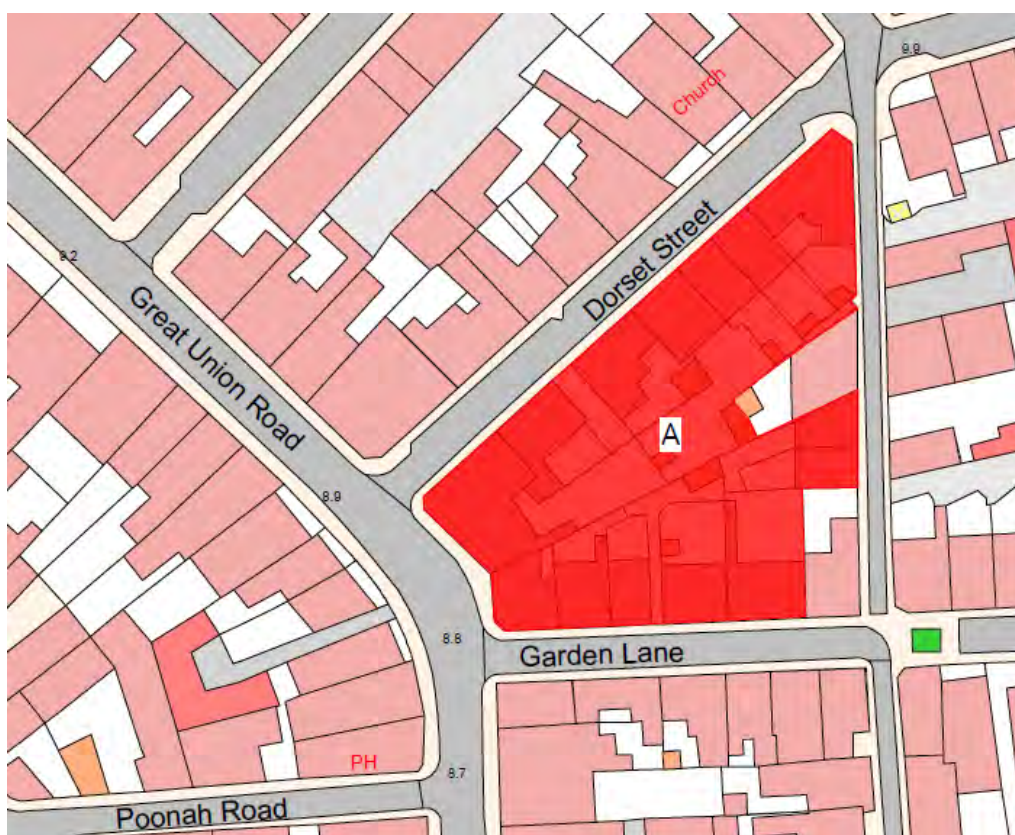 9.9
Church
Dorset Street
9.2
Great Union Road
A
8.9
8.8
Garden Lane
PH
8.7
Poonah Road